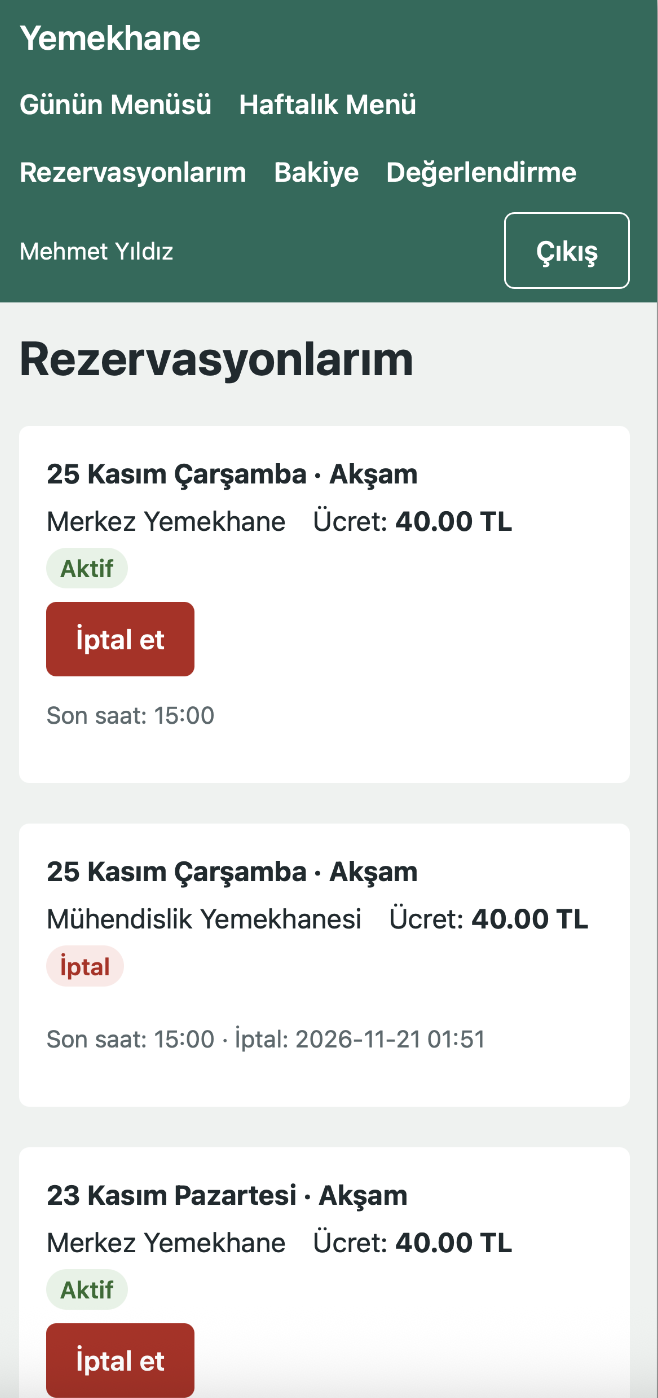 Yemekhane
Günün Menüsü Haftalık Menü
Rezervasyonlarım Bakiye Değerlendirme
Mehmet Yıldız Çıkış
Rezervasyonlarım
25 Kasım Çarşamba · Akşam
Merkez Yemekhane Ücret: 40.00 TL
Aktif
İptal et
Son saat: 15:00
25 Kasım Çarşamba · Akşam
Mühendislik Yemekhanesi Ücret: 40.00 TL
İptal
Son saat: 15:00 · İptal: 2026-11-21 01:51
23 Kasım Pazartesi · Akşam
Merkez Yemekhane Ücret: 40.00 TL
Aktif
İptal et